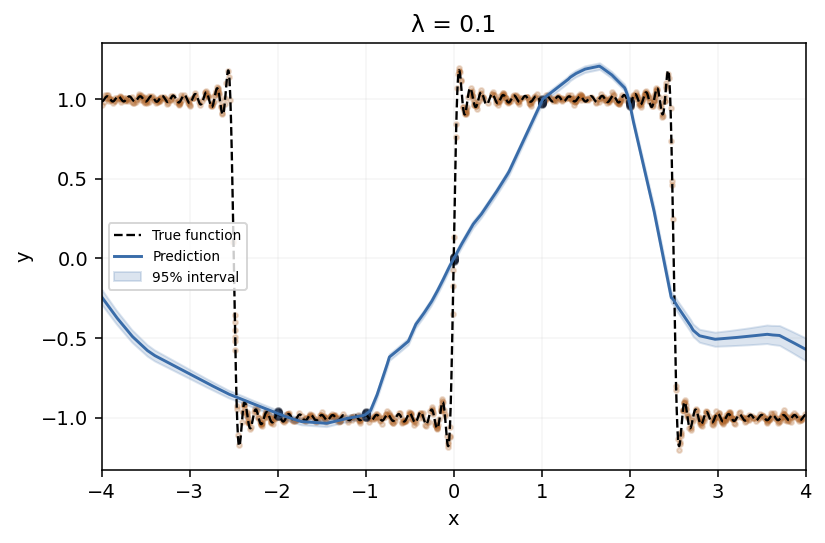 λ = 0.1
y
1.0
0.5
0.0
−0.5
−1.0
True function
Prediction
95% interval
−4
−3
−2
−1
0
1
2
3
4
x